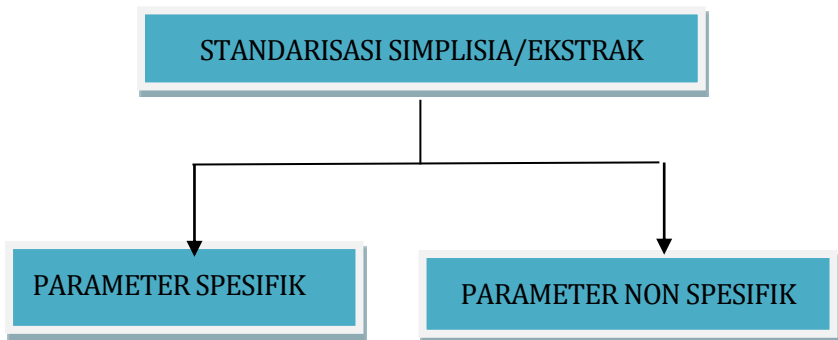 STANDARISASI SIMPLISIA/EKSTRAK
PARAMETER SPESIFIK
PARAMETER NON SPESIFIK